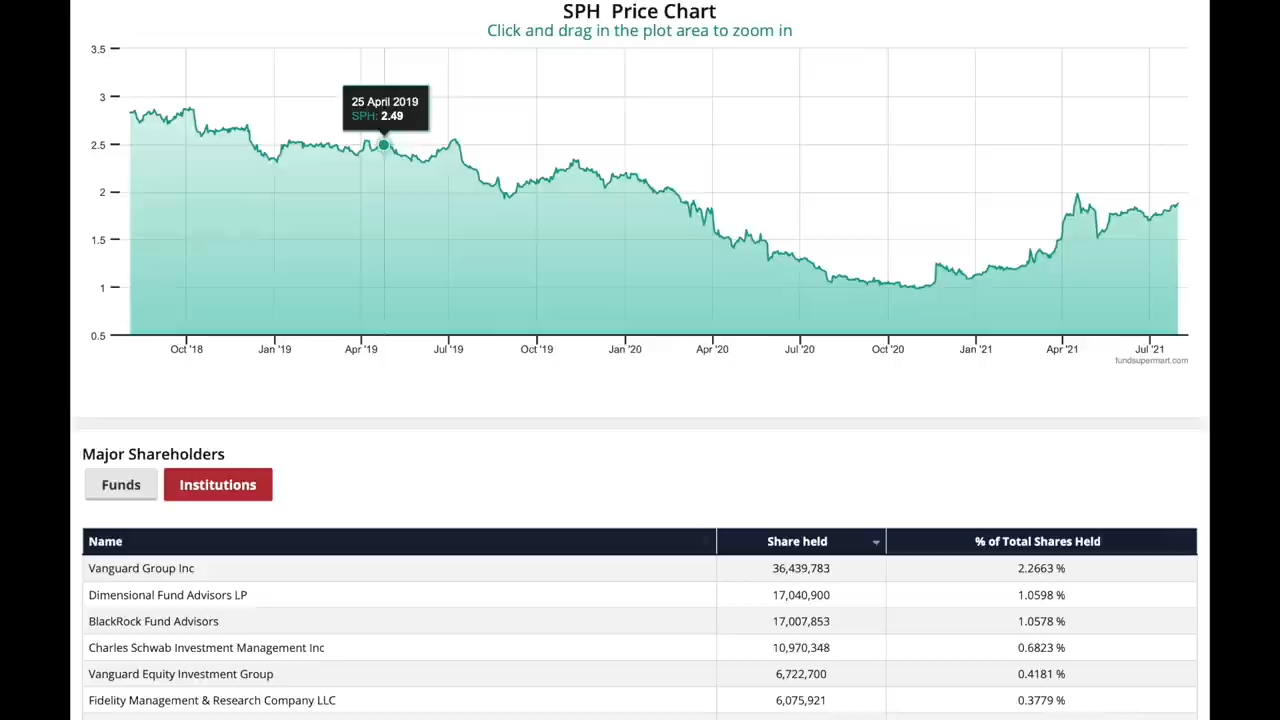 SPH Price Chart
Click and drag in the plot area to zoom in
3.5
3
2.5
2
1.5
1
0.5
25 April 2019
SPH: 2.49
Oct '18 Jan '19 Apr '19 Jul '19 Oct '19 Jan '20 Apr '20 Jul '20 Oct '20 Jan '21 Apr '21 Jul '21
fundsupermart.com
Major Shareholders
Funds Institutions
Name Share held % of Total Shares Held
Vanguard Group Inc 36,439,783 2.2663 %
Dimensional Fund Advisors LP 17,040,900 1.0598 %
BlackRock Fund Advisors 17,007,853 1.0578 %
Charles Schwab Investment Management Inc 10,970,348 0.6823 %
Vanguard Equity Investment Group 6,722,700 0.4181 %
Fidelity Management & Research Company LLC 6,075,921 0.3779 %